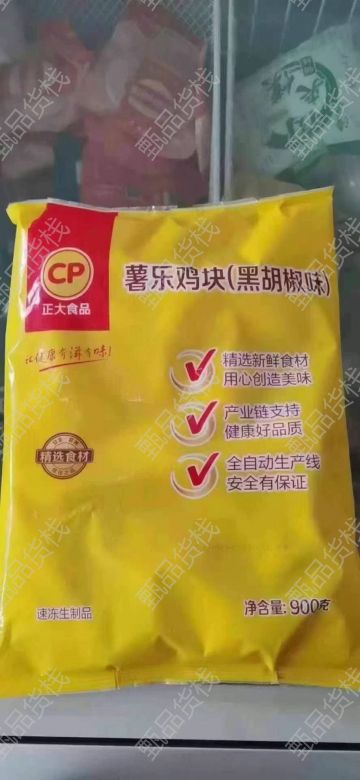 CP
正大食品
薯乐鸡块(黑胡椒味)
让健康有滋有味!
精选新鲜食材
用心创造美味
产业链支持
健康好品质
全自动生产线
安全有保证
精选食材
速冻生制品
净含量: 900克
甄品货栈